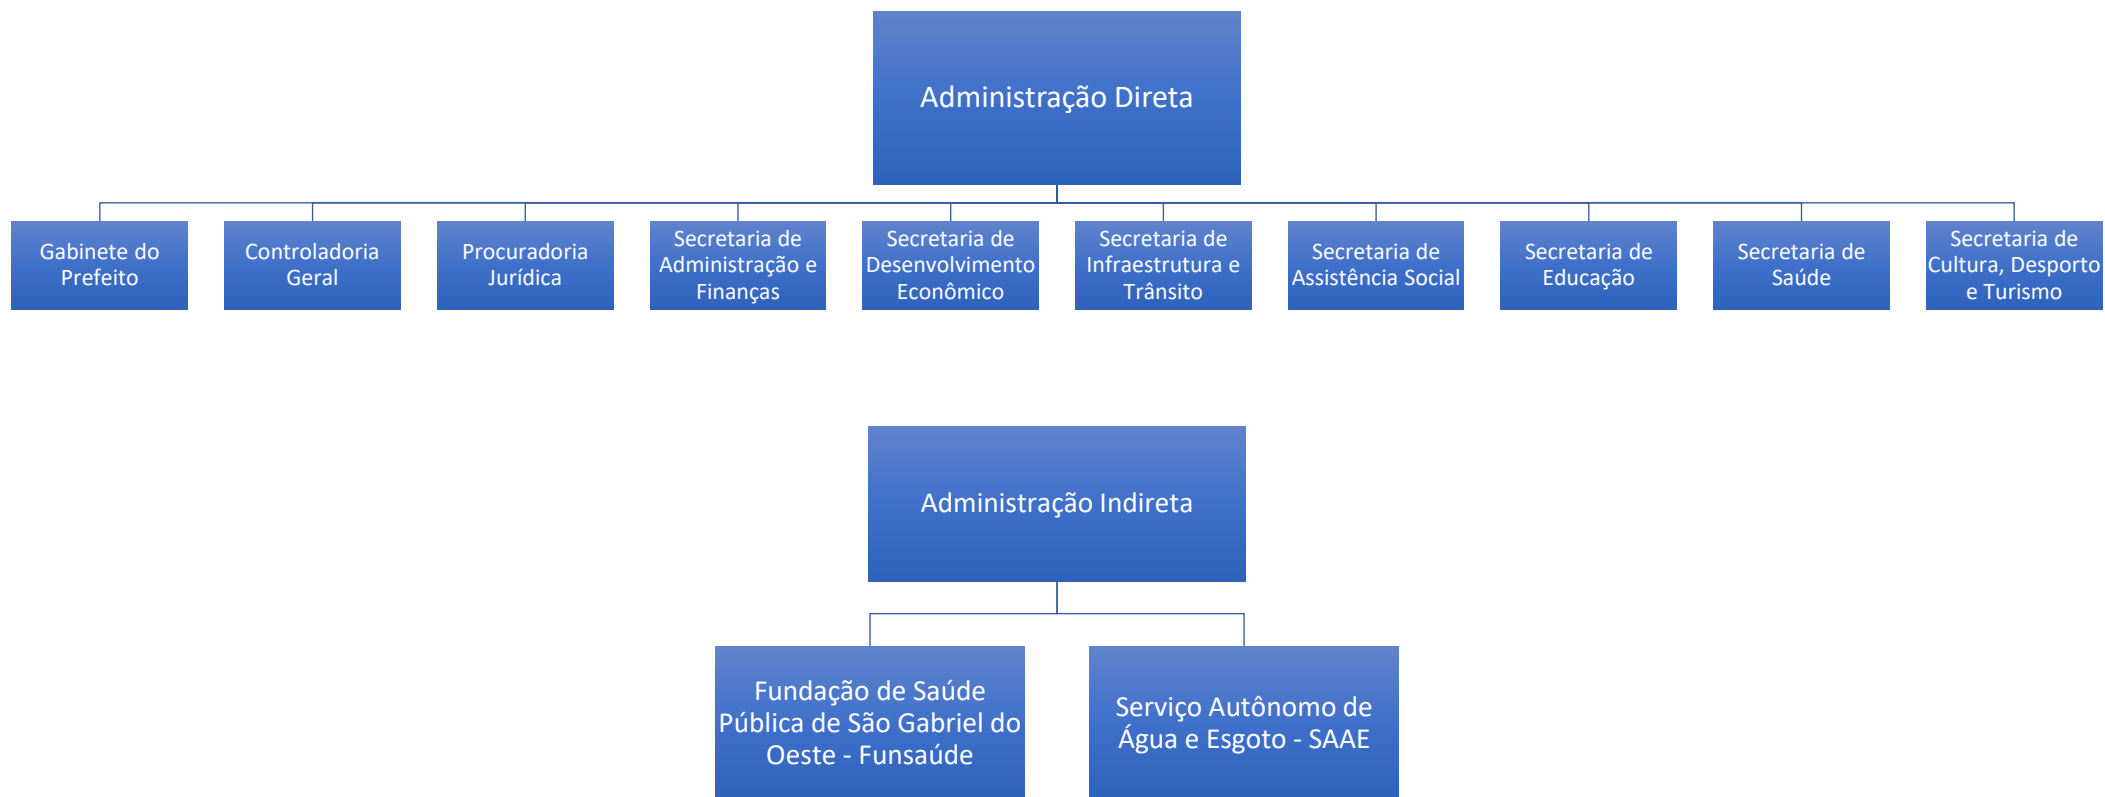 Administração Direta
Gabinete do
Prefeito
Controladoria
Geral
Procuradoria
Jurídica
Secretaria de
Administração e
Finanças
Secretaria de
Desenvolvimento
Econômico
Secretaria de
Infraestrutura e
Trânsito
Secretaria de
Assistência Social
Secretaria de
Educação
Secretaria de
Saúde
Secretaria de
Cultura, Desporto
e Turismo
Administração Indireta
Fundação de Saúde
Pública de São Gabriel do
Oeste - Funsaúde
Serviço Autônomo de
Água e Esgoto - SAAE